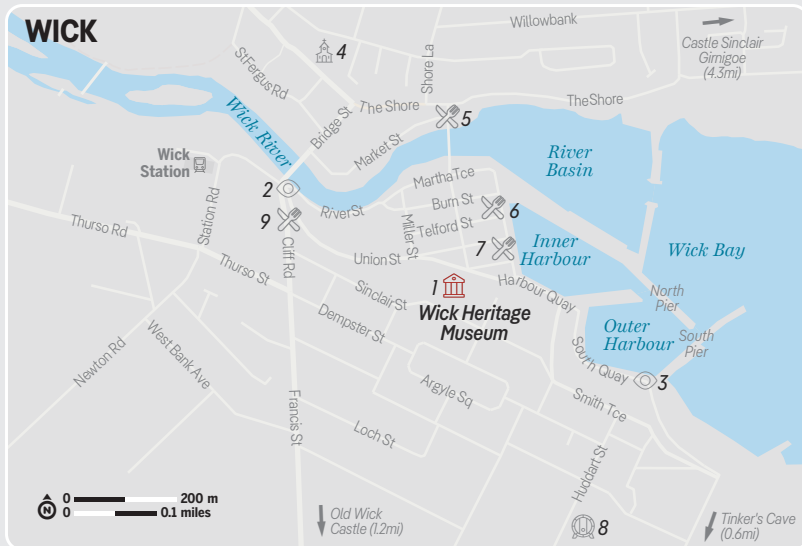 WICK
Willowbank
Castle Sinclair
Girnigoe
(4.3mi)
4
St Fergus Rd
Shore La
The Shore
The Shore
Bridge St
5
Market St
Wick River
River
Basin
Wick
Station
Martha Tce
2
Burn St
6
River St
Telford St
9
Miller St
7
Inner
Harbour
Wick Bay
Station Rd
Thurso Rd
Cliff Rd
Union St
Thurso St
1
Harbour Quay
North
Pier
Sinclair St
Wick Heritage
Museum
Dempster St
Outer
Harbour
South
Pier
West Bank Ave
Newton Rd
South Quay
3
Argyle Sq
Smith Tce
Francis St
Loch St
Huddart St
0 200 m
N
0 0.1 miles
Old Wick
Castle (1.2mi)
8
Tinker's Cave
(0.6mi)